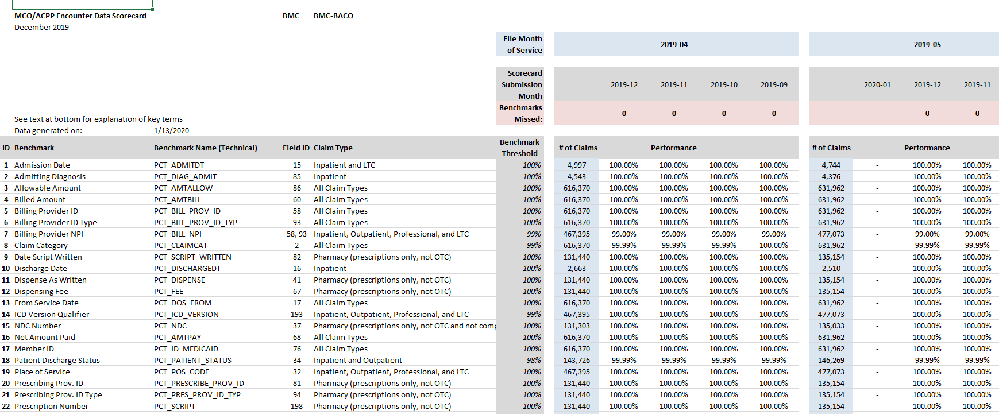 MCO/ACPP Encounter Data Scorecard BMC BMC-BACO
December 2019
File Month of Service 2019-04 2019-05
Scorecard Submission Month 2019-12 2019-11 2019-10 2019-09 2020-01 2019-12 2019-11
Benchmarks Missed: 0 0 0 0 0 0
See text at bottom for explanation of key terms
Data generated on: 1/13/2020
ID Benchmark Benchmark Name (Technical) Field ID Claim Type Benchmark Threshold # of Claims Performance # of Claims Performance
1 Admission Date PCT_ADMITDT 15 Inpatient and LTC 100% 4,997 100.00% 100.00% 100.00% 100.00% 4,744 - 100.00% 100.00%
2 Admitting Diagnosis PCT_DIAG_ADMIT 85 Inpatient 100% 4,543 100.00% 100.00% 100.00% 100.00% 4,376 - 100.00% 100.00%
3 Allowable Amount PCT_AMTALLOW 86 All Claim Types 100% 616,370 100.00% 100.00% 100.00% 100.00% 631,962 - 100.00% 100.00%
4 Billed Amount PCT_AMTBILL 60 All Claim Types 100% 616,370 100.00% 100.00% 100.00% 100.00% 631,962 - 100.00% 100.00%
5 Billing Provider ID PCT_BILL_PROV_ID 58 All Claim Types 100% 616,370 100.00% 100.00% 100.00% 100.00% 631,962 - 100.00% 100.00%
6 Billing Provider ID Type PCT_BILL_PROV_ID_TYP 93 All Claim Types 100% 616,370 100.00% 100.00% 100.00% 100.00% 631,962 - 100.00% 100.00%
7 Billing Provider NPI PCT_BILL_NPI 58, 93 Inpatient, Outpatient, Professional, and LTC 99% 467,395 99.00% 99.00% 99.00% 99.00% 477,073 - 99.00% 99.00%
8 Claim Category PCT_CLAIMCAT 2 All Claim Types 99% 616,370 99.99% 99.99% 99.99% 100.00% 631,962 - 99.99% 99.99%
9 Date Script Written PCT_SCRIPT_WRITTEN 82 Pharmacy (prescriptions only, not OTC) 100% 131,440 100.00% 100.00% 100.00% 100.00% 135,154 - 100.00% 100.00%
10 Discharge Date PCT_DISCHARGEDT 16 Inpatient 100% 2,663 100.00% 100.00% 100.00% 100.00% 2,510 - 100.00% 100.00%
11 Dispense As Written PCT_DISPENSE 41 Pharmacy (prescriptions only, not OTC) 100% 131,440 100.00% 100.00% 100.00% 100.00% 135,154 - 100.00% 100.00%
12 Dispensing Fee PCT_FEE 67 Pharmacy (prescriptions only, not OTC) 100% 131,440 100.00% 100.00% 100.00% 100.00% 135,154 - 100.00% 100.00%
13 From Service Date PCT_DOS_FROM 17 All Claim Types 100% 616,370 100.00% 100.00% 100.00% 100.00% 631,962 - 100.00% 100.00%
14 ICD Version Qualifier PCT_ICD_VERSION 193 Inpatient, Outpatient, Professional, and LTC 99% 467,395 100.00% 100.00% 100.00% 100.00% 477,073 - 100.00% 100.00%
15 NDC Number PCT_NDC 37 Pharmacy (prescriptions only, not OTC and not comp 100% 131,303 100.00% 100.00% 100.00% 100.00% 135,033 - 100.00% 100.00%
16 Net Amount Paid PCT_AMTPAY 68 All Claim Types 100% 616,370 100.00% 100.00% 100.00% 100.00% 631,962 - 100.00% 100.00%
17 Member ID PCT_ID_MEDICAID 76 All Claim Types 100% 616,370 100.00% 100.00% 100.00% 100.00% 631,962 - 100.00% 100.00%
18 Patient Discharge Status PCT_PATIENT_STATUS 34 Inpatient and Outpatient 98% 143,726 99.99% 99.99% 99.99% 99.99% 146,269 - 99.99% 99.99%
19 Place of Service PCT_POS_CODE 32 Inpatient, Outpatient, Professional, and LTC 100% 467,395 100.00% 100.00% 100.00% 100.00% 477,073 - 100.00% 100.00%
20 Prescribing Prov. ID PCT_PRESCRIBE_PROV_ID 81 Pharmacy (prescriptions only, not OTC) 100% 131,440 100.00% 100.00% 100.00% 100.00% 135,154 - 100.00% 100.00%
21 Prescribing Prov. ID Type PCT_PRES_PROV_ID_TYP 94 Pharmacy (prescriptions only, not OTC) 100% 131,440 100.00% 100.00% 100.00% 100.00% 135,154 - 100.00% 100.00%
22 Prescription Number PCT_SCRIPT 198 Pharmacy (prescriptions only, not OTC) 100% 131,440 100.00% 100.00% 100.00% 100.00% 135,154 - 100.00% 100.00%